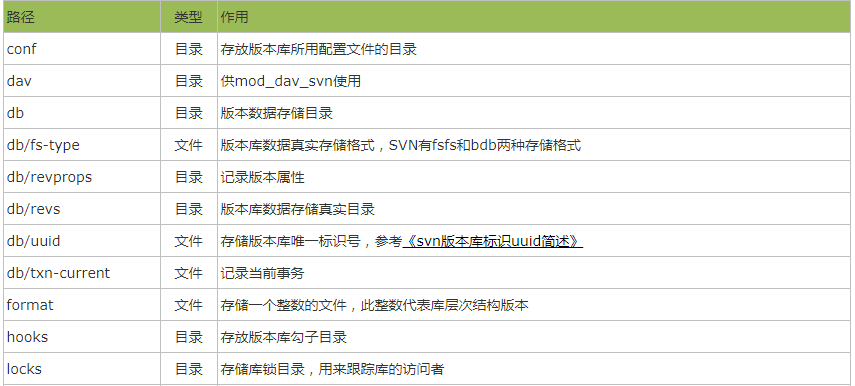 路径 类型 作用
conf 目录 存放版本库所用配置文件的目录
dav 目录 供mod_dav_svn使用
db 目录 版本数据存储目录
db/fs-type 文件 版本库数据真实存储格式，SVN有fsfs和bdb两种存储格式
db/revprops 目录 记录版本属性
db/revs 目录 版本库数据存储真实目录
db/uuid 文件 存储版本库唯一标识号，参考《svn版本库标识uuid简述》
db/txn-current 文件 记录当前事务
format 文件 存储一个整数的文件，此整数代表库层次结构版本
hooks 目录 存放版本库勾子目录
locks 目录 存储库锁目录，用来跟踪库的访问者